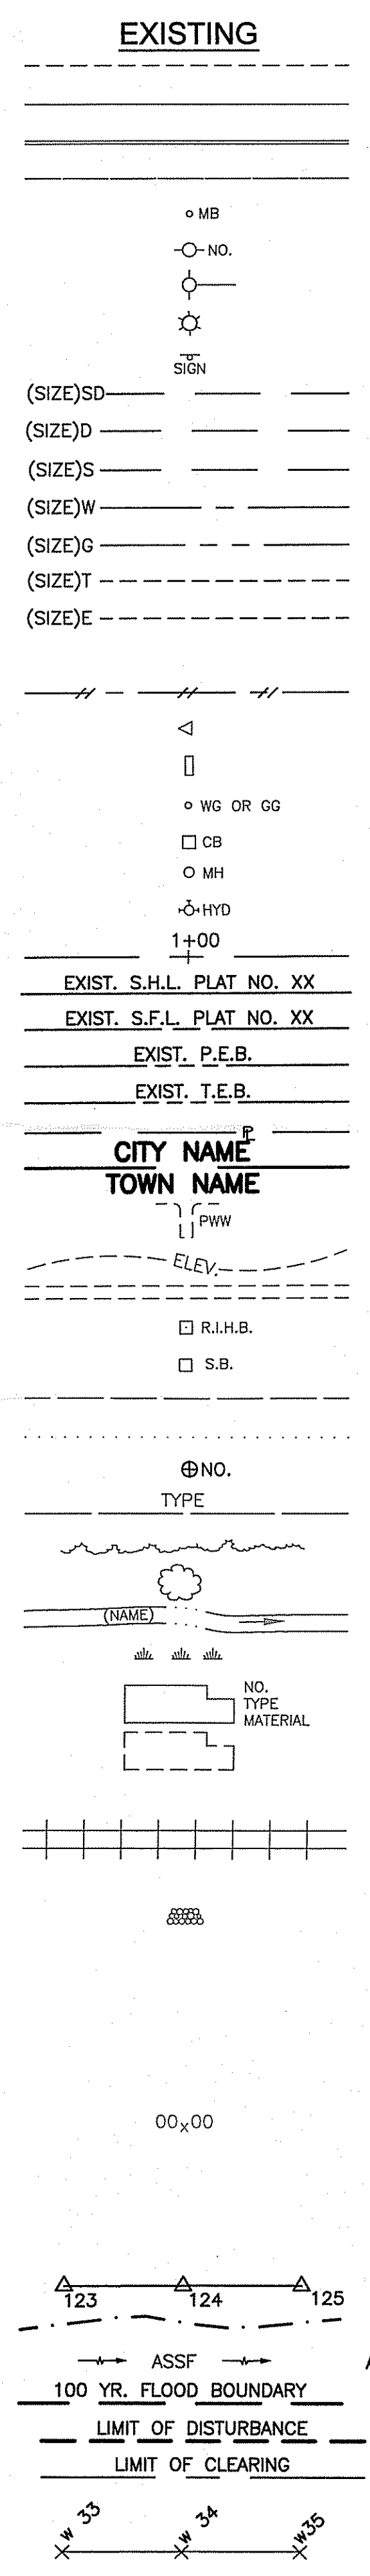 EXISTING
MB
NO.
SIGN
(SIZE)SD
(SIZE)D
(SIZE)S
(SIZE)W
(SIZE)G
(SIZE)T
(SIZE)E
WG OR GG
CB
MH
HYD
1+00
EXIST. S.H.L. PLAT NO. XX
EXIST. S.F.L. PLAT NO. XX
EXIST. P.E.B.
EXIST. T.E.B.
PL
CITY NAME
TOWN NAME
PWW
ELEV.
R.I.H.B.
S.B.
NO.
TYPE
(NAME)
NO.
TYPE
MATERIAL
00x00
123 124 125
ASSF
100 YR. FLOOD BOUNDARY
LIMIT OF DISTURBANCE
LIMIT OF CLEARING
w 33 w 34 w35